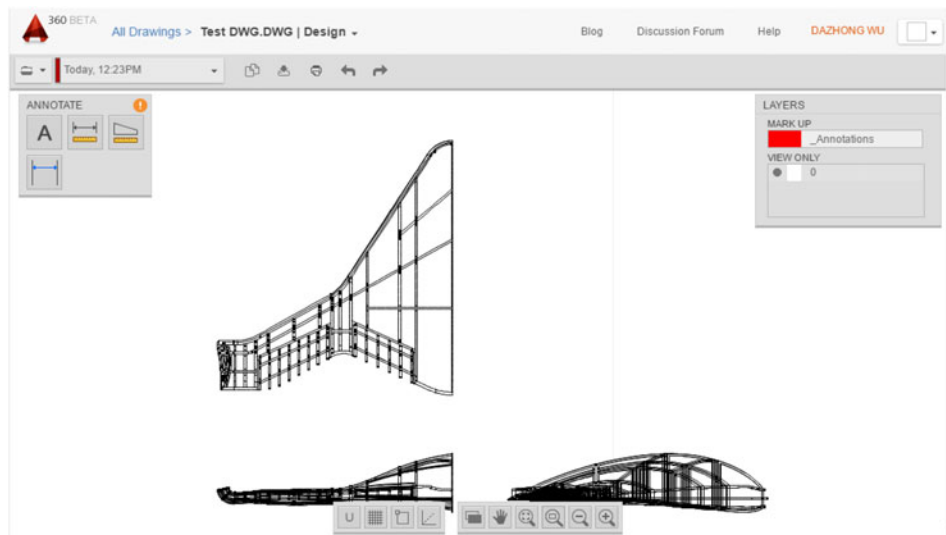 360 BETA
All Drawings > Test DWG.DWG | Design
Blog
Discussion Forum
Help
DAZHONG WU
Today, 12:23PM
ANNOTATE
!
A
LAYERS
MARK UP
_Annotations
VIEW ONLY
0